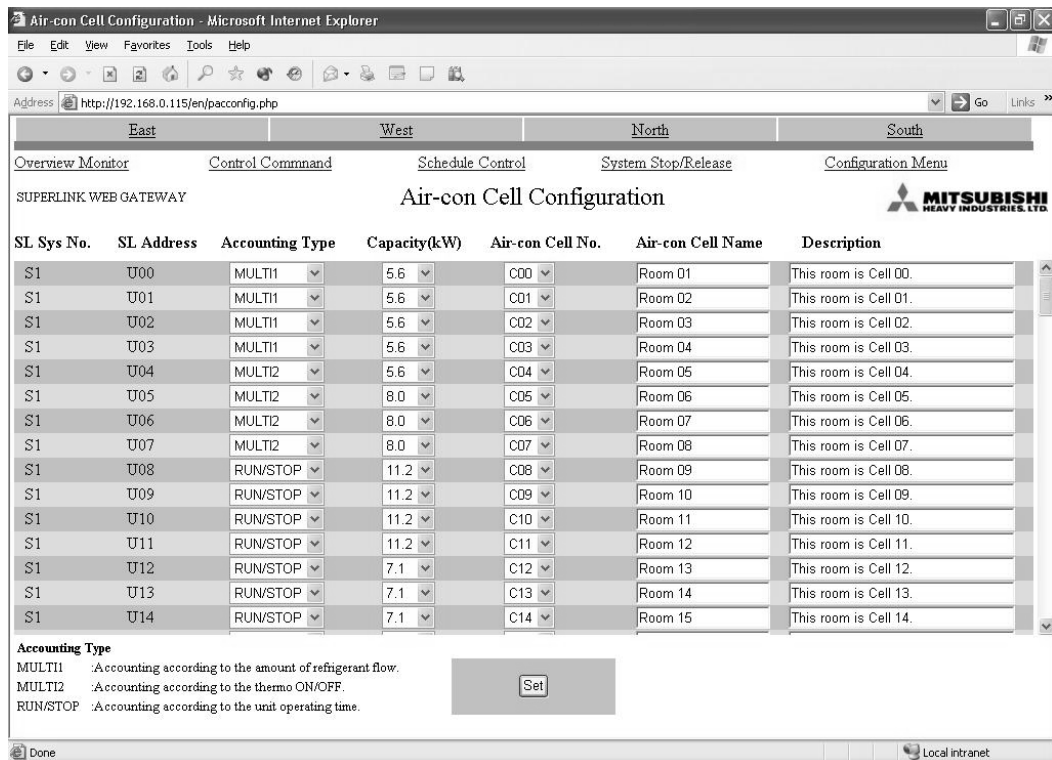 Air-con Cell Configuration - Microsoft Internet Explorer
File Edit View Favorites Tools Help
Address http://192.168.0.115/en/pacconfig.php Go Links »
East West North South
Overview Monitor Control Commnand Schedule Control System Stop/Release Configuration Menu
SUPERLINK WEB GATEWAY Air-con Cell Configuration MITSUBISHI
HEAVY INDUSTRIES, LTD.
SL Sys No. SL Address Accounting Type Capacity(kW) Air-con Cell No. Air-con Cell Name Description
S1 U00 MULTI1 5.6 C00 Room 01 This room is Cell 00.
S1 U01 MULTI1 5.6 C01 Room 02 This room is Cell 01.
S1 U02 MULTI1 5.6 C02 Room 03 This room is Cell 02.
S1 U03 MULTI1 5.6 C03 Room 04 This room is Cell 03.
S1 U04 MULTI2 5.6 C04 Room 05 This room is Cell 04.
S1 U05 MULTI2 8.0 C05 Room 06 This room is Cell 05.
S1 U06 MULTI2 8.0 C06 Room 07 This room is Cell 06.
S1 U07 MULTI2 8.0 C07 Room 08 This room is Cell 07.
S1 U08 RUN/STOP 11.2 C08 Room 09 This room is Cell 08.
S1 U09 RUN/STOP 11.2 C09 Room 10 This room is Cell 09.
S1 U10 RUN/STOP 11.2 C10 Room 11 This room is Cell 10.
S1 U11 RUN/STOP 11.2 C11 Room 12 This room is Cell 11.
S1 U12 RUN/STOP 7.1 C12 Room 13 This room is Cell 12.
S1 U13 RUN/STOP 7.1 C13 Room 14 This room is Cell 13.
S1 U14 RUN/STOP 7.1 C14 Room 15 This room is Cell 14.
Accounting Type
MULTI1 :Accounting according to the amount of refrigerant flow.
MULTI2 :Accounting according to the thermo ON/OFF.
RUN/STOP :Accounting according to the unit operating time.
Set
Done Local intranet